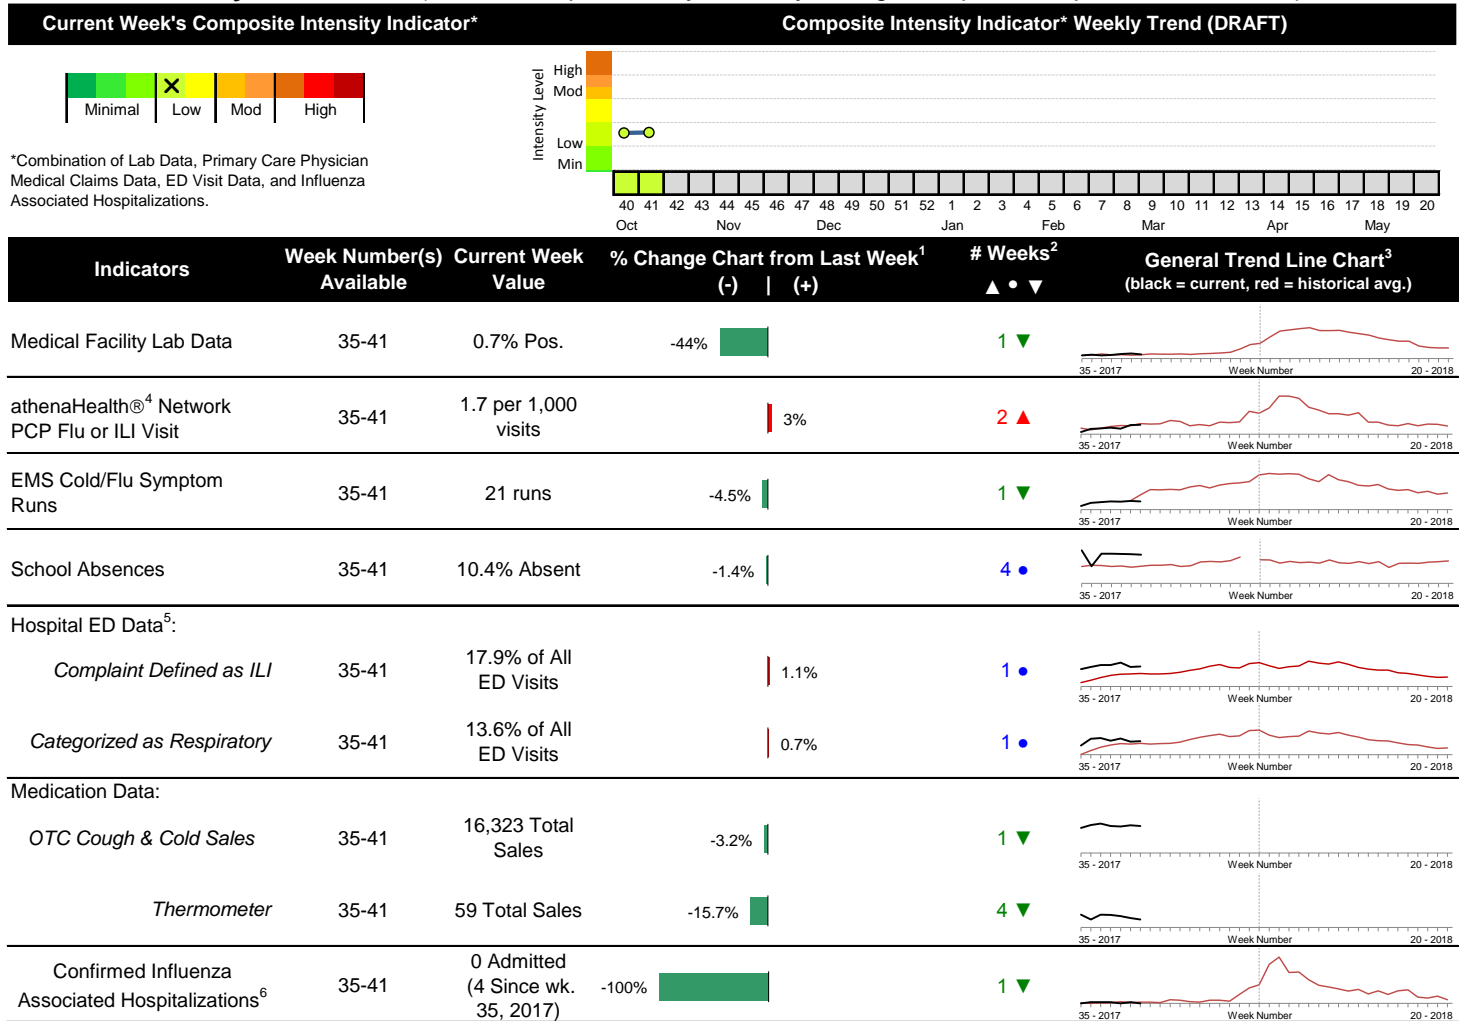 Current Week's Composite Intensity Indicator*
Composite Intensity Indicator* Weekly Trend (DRAFT)
Minimal Low Mod High
*Combination of Lab Data, Primary Care Physician
Medical Claims Data, ED Visit Data, and Influenza
Associated Hospitalizations.
Intensity Level
High
Mod
Low
Min
40 41 42 43 44 45 46 47 48 49 50 51 52 1 2 3 4 5 6 7 8 9 10 11 12 13 14 15 16 17 18 19 20
Oct Nov Dec Jan Feb Mar Apr May
Indicators
Week Number(s)
Available
Current Week
Value
% Change Chart from Last Week1
(-) | (+)
# Weeks2
▲ ● ▼
General Trend Line Chart3
(black = current, red = historical avg.)
Medical Facility Lab Data 35-41 0.7% Pos. -44% 1 ▼
35 - 2017 Week Number 20 - 2018
athenaHealth®4 Network
PCP Flu or ILI Visit
35-41
1.7 per 1,000
visits
3%
2 ▲
35 - 2017 Week Number 20 - 2018
EMS Cold/Flu Symptom
Runs
35-41
21 runs
-4.5%
1 ▼
35 - 2017 Week Number 20 - 2018
School Absences 35-41 10.4% Absent -1.4% 4 ●
35 - 2017 Week Number 20 - 2018
Hospital ED Data5:
Complaint Defined as ILI
35-41
17.9% of All
ED Visits
1.1%
1 ●
35 - 2017 Week Number 20 - 2018
Categorized as Respiratory
35-41
13.6% of All
ED Visits
0.7%
1 ●
35 - 2017 Week Number 20 - 2018
Medication Data:
OTC Cough & Cold Sales
35-41
16,323 Total
Sales
-3.2%
1 ▼
35 - 2017 Week Number 20 - 2018
Thermometer 35-41 59 Total Sales -15.7% 4 ▼
35 - 2017 Week Number 20 - 2018
Confirmed Influenza
Associated Hospitalizations6
35-41
0 Admitted
(4 Since wk.
35, 2017)
-100%
1 ▼
35 - 2017 Week Number 20 - 2018